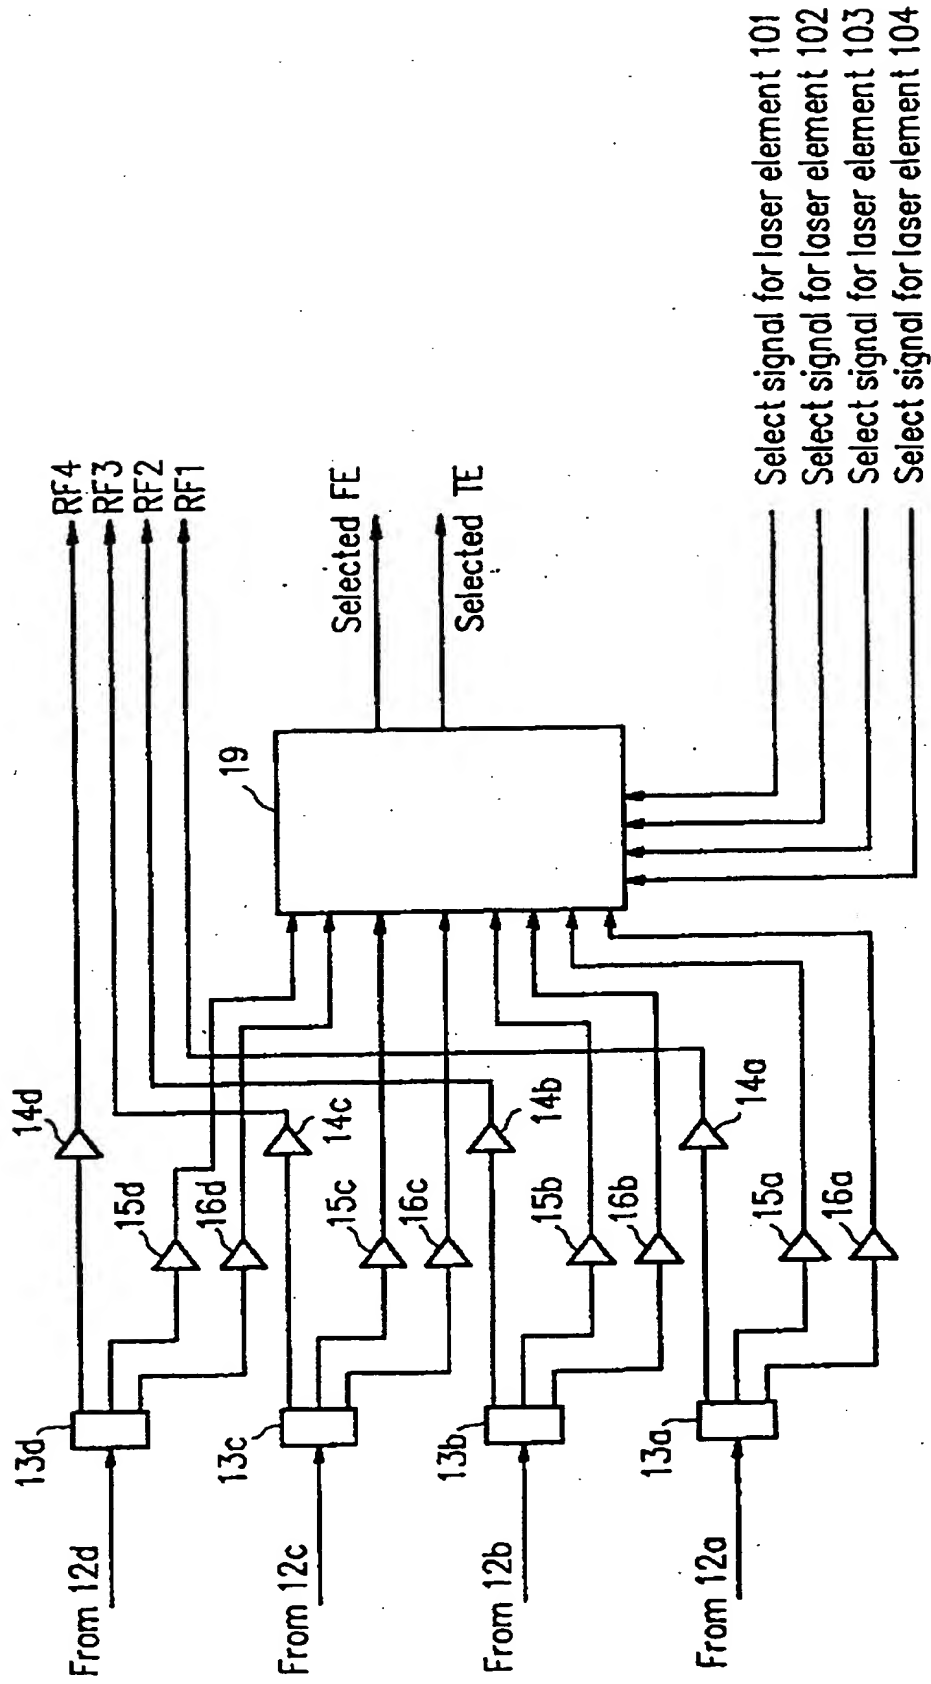 From 12d
13d
14d
15d
16d
RF4
RF3
RF2
RF1
From 12c
13c
14c
15c
16c
19
Selected FE
Selected TE
From 12b
13b
14b
15b
16b
From 12a
13a
14a
15a
16a
Select signal for laser element 101
Select signal for laser element 102
Select signal for laser element 103
Select signal for laser element 104